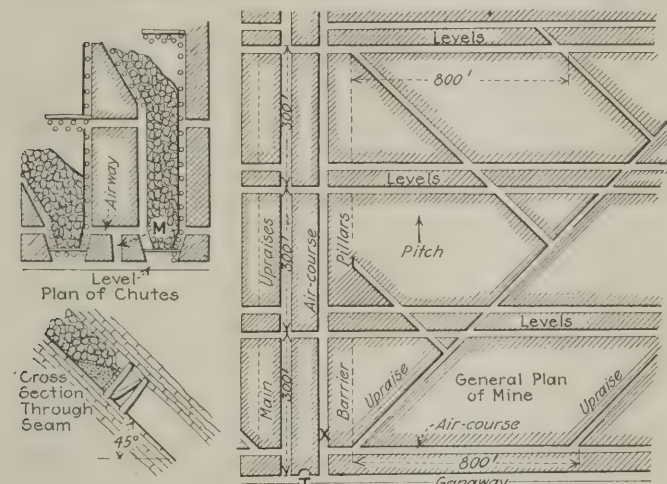 Airway
M
Level
Plan of Chutes
Cross
Section
Through
Seam
45°
Levels
800'
300'
Levels
Upraises
300'
Air-course
Pillars
Pitch
Levels
Main
300'
Barrier
Upraise
General Plan
of Mine
Upraise
X
Air-course
800'
T
Gangway